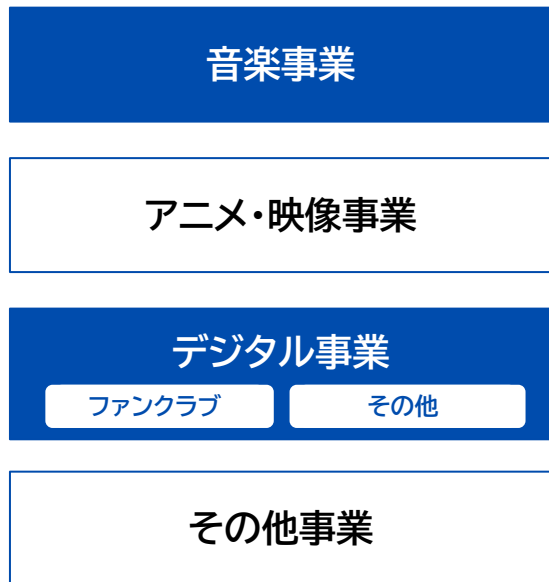 音楽事業
アニメ・映像事業
デジタル事業
ファンクラブ その他
その他事業